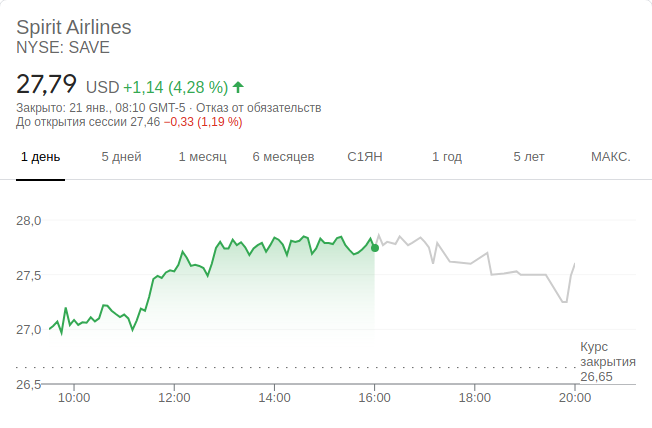 Spirit Airlines
NYSE: SAVE
27,79 USD +1,14 (4,28 %)
Закрыто: 21 янв., 08:10 GMT-5 · Отказ от обязательств
До открытия сессии 27,46 −0,33 (1,19 %)
1 день 5 дней 1 месяц 6 месяцев С1ЯН 1 год 5 лет МАКС.
28,0
27,5
27,0
Курс
закрытия
26,65
26,5
10:00 12:00 14:00 16:00 18:00 20:00